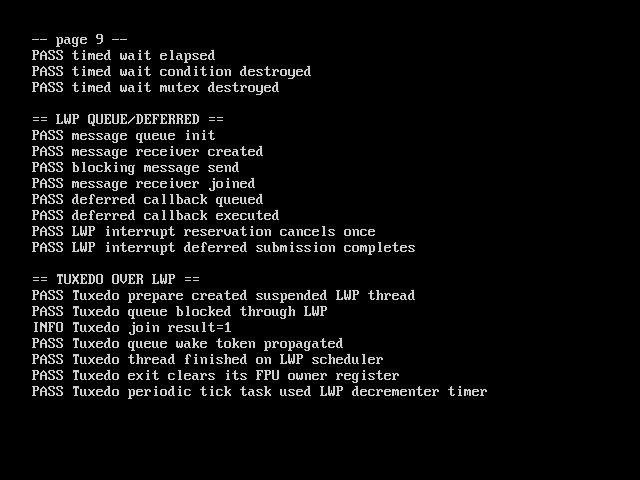 -- page 9 --
PASS timed wait elapsed
PASS timed wait condition destroyed
PASS timed wait mutex destroyed
== LWP QUEUE/DEFERRED ==
PASS message queue init
PASS message receiver created
PASS blocking message send
PASS message receiver joined
PASS deferred callback queued
PASS deferred callback executed
PASS LWP interrupt reservation cancels once
PASS LWP interrupt deferred submission completes
== TUXEDO OVER LWP ==
PASS Tuxedo prepare created suspended LWP thread
PASS Tuxedo queue blocked through LWP
INFO Tuxedo join result=1
PASS Tuxedo queue wake token propagated
PASS Tuxedo thread finished on LWP scheduler
PASS Tuxedo exit clears its FPU owner register
PASS Tuxedo periodic tick task used LWP decrementer timer